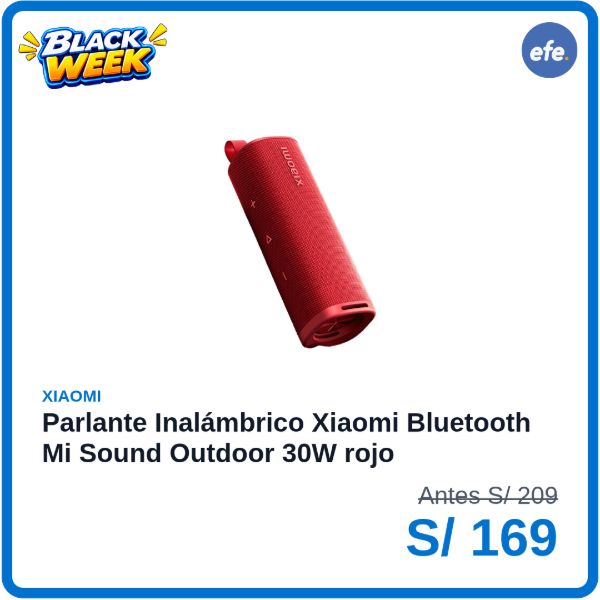 BLACK
WEEK
efe.
xiaomi
XIAOMI
Parlante Inalámbrico Xiaomi Bluetooth
Mi Sound Outdoor 30W rojo
Antes S/ 209
S/ 169